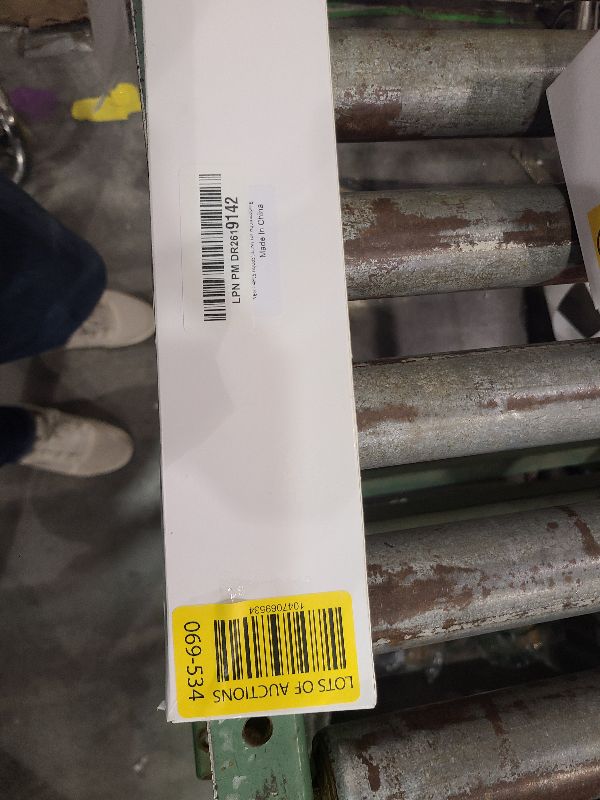 LPN PM DR2619142
Made In China
LOTS OF AUCTIONS
1047069534
069-534